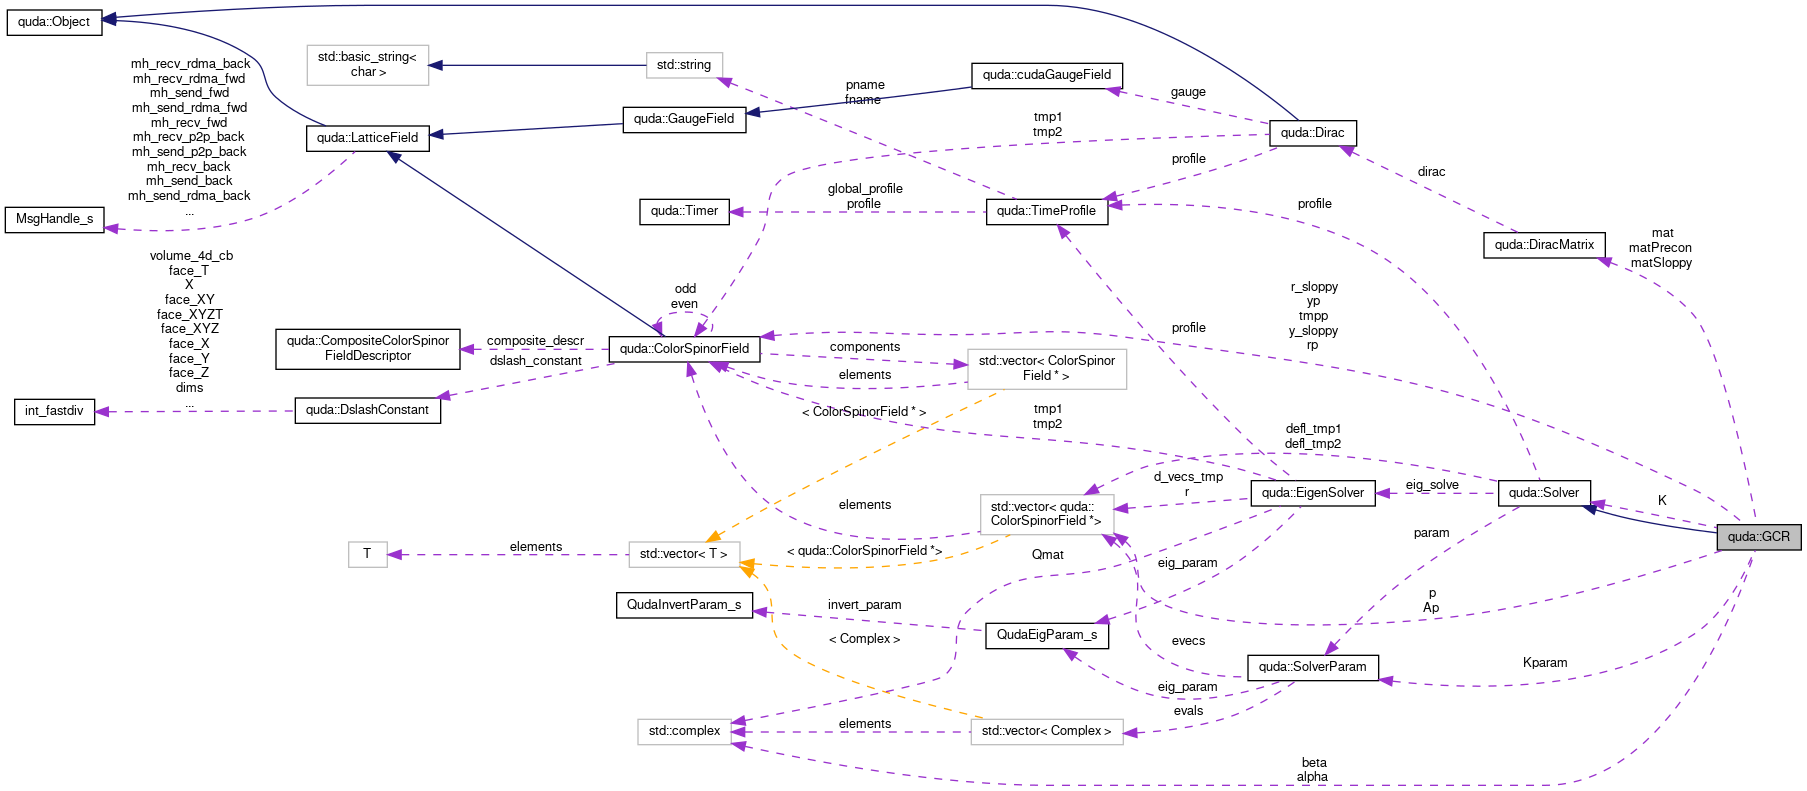 quda::Object
mh_recv_rdma_back
mh_recv_rdma_fwd
mh_send_fwd
mh_send_rdma_fwd
mh_recv_fwd
mh_recv_p2p_back
mh_send_p2p_back
mh_recv_back
mh_send_back
mh_send_rdma_back
...
MsgHandle_s
volume_4d_cb
face_T
X
face_XY
face_XYZT
face_XYZ
face_X
face_Y
face_Z
dims
...
int_fastdiv
std::basic_string<
char >
quda::LatticeField
quda::CompositeColorSpinor
FieldDescriptor
quda::DslashConstant
T
composite_descr
dslash_constant
elements
std::string
quda::GaugeField
quda::Timer
odd
even
quda::ColorSpinorField
std::vector< T >
QudaInvertParam_s
std::complex
pname
fname
global_profile
profile
components
elements
< ColorSpinorField * >
elements
< quda::ColorSpinorField *>
invert_param
< Complex >
elements
quda::cudaGaugeField
quda::TimeProfile
std::vector< ColorSpinor
Field * >
tmp1
tmp2
tmp1
tmp2
std::vector< quda::
ColorSpinorField *>
Qmat
QudaEigParam_s
std::vector< Complex >
gauge
profile
profile
d_vecs_tmp
r
eig_param
evecs
eig_param
evals
quda::Dirac
profile
r_sloppy
yp
tmpp
y_sloppy
rp
defl_tmp1
defl_tmp2
quda::EigenSolver
quda::SolverParam
beta
alpha
dirac
eig_solve
param
p
Ap
quda::DiracMatrix
quda::Solver
Kparam
mat
matPrecon
matSloppy
K
quda::GCR